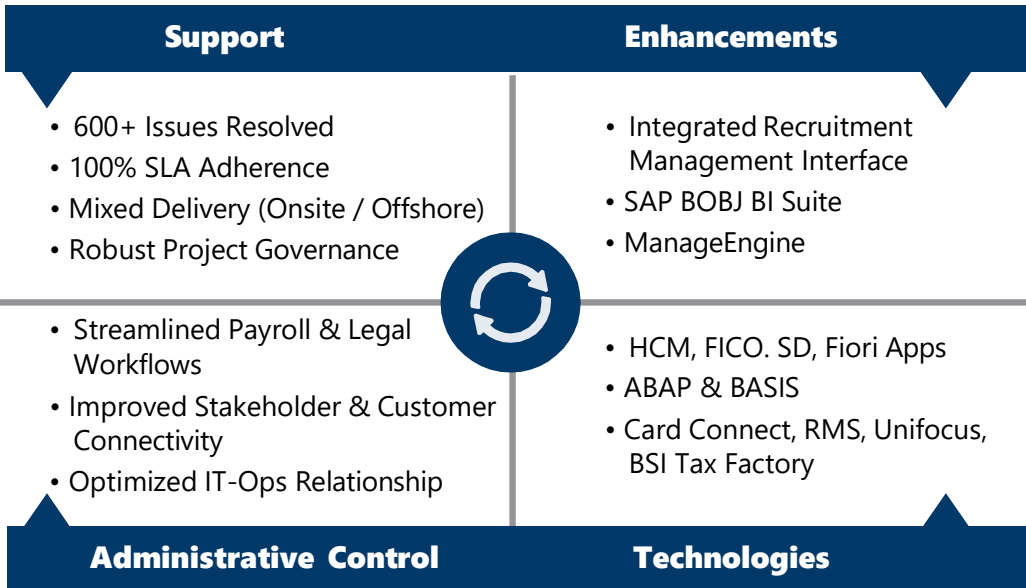 Support
Enhancements
• 600+ Issues Resolved
• 100% SLA Adherence
• Mixed Delivery (Onsite / Offshore)
• Robust Project Governance
• Integrated Recruitment
Management Interface
• SAP BOBJ BI Suite
• ManageEngine
• Streamlined Payroll & Legal
Workflows
• Improved Stakeholder & Customer
Connectivity
• Optimized IT-Ops Relationship
• HCM, FICO. SD, Fiori Apps
• ABAP & BASIS
• Card Connect, RMS, Unifocus,
BSI Tax Factory
Administrative Control
Technologies